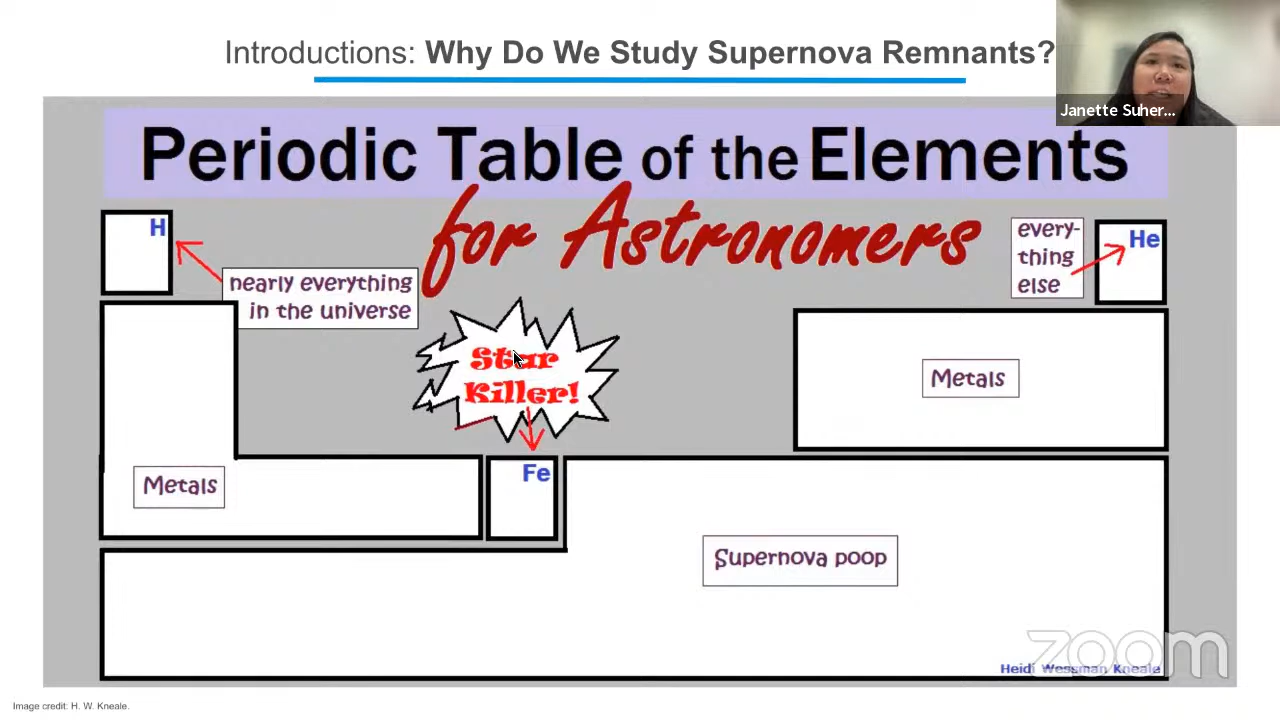 Introductions: Why Do We Study Supernova Remnants?
Janette Suher...
Periodic Table of the Elements
for Astronomers
H
nearly everything
in the universe
every-
thing
else
He
Star
Killer!
Metals
Metals
Fe
Supernova poop
zoom
Heidi Wessman Kneale
Image credit: H. W. Kneale.